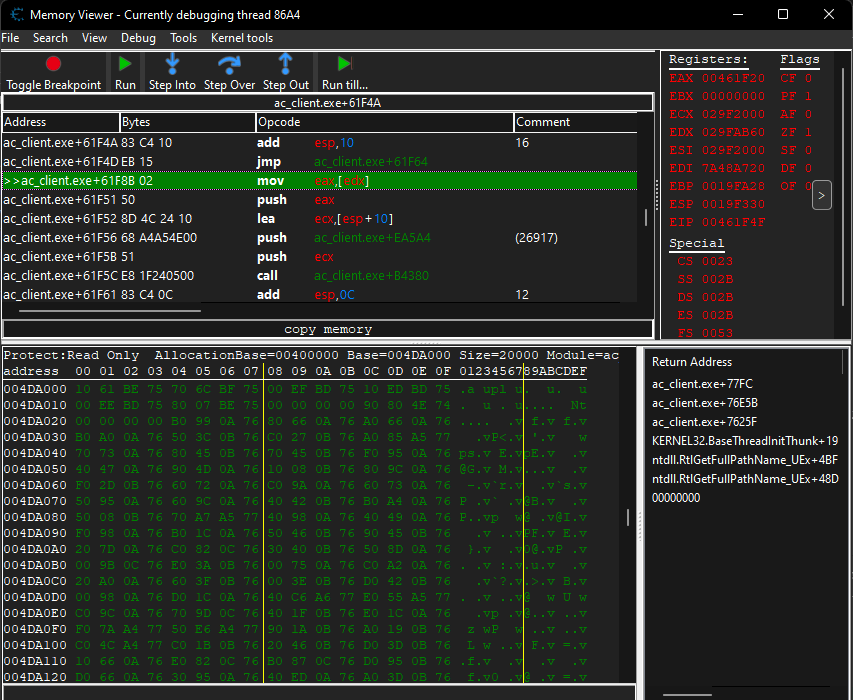 Memory Viewer - Currently debugging thread 86A4
File Search View Debug Tools Kernel tools
Toggle Breakpoint Run Step Into Step Over Step Out Run till...
ac_client.exe+61F4A
Address Bytes Opcode Comment
ac_client.exe+61F4A 83 C4 10 add esp,10 16
ac_client.exe+61F4D EB 15 jmp ac_client.exe+61F64
>>ac_client.exe+61F8B 02 mov eax,[edx]
ac_client.exe+61F51 50 push eax
ac_client.exe+61F52 8D 4C 24 10 lea ecx,[esp+10]
ac_client.exe+61F56 68 A4A54E00 push ac_client.exe+EA5A4 (26917)
ac_client.exe+61F5B 51 push ecx
ac_client.exe+61F5C E8 1F240500 call ac_client.exe+B4380
ac_client.exe+61F61 83 C4 0C add esp,0C 12
copy memory
Registers: Flags
EAX 00461F20 CF 0
EBX 00000000 PF 1
ECX 029F2000 AF 0
EDX 029FAB60 ZF 1
ESI 029F2000 SF 0
EDI 7A48A720 DF 0
EBP 0019FA28 OF 0
ESP 0019F330
EIP 00461F4F
>
Special
CS 0023
SS 002B
DS 002B
ES 002B
FS 0053
Protect:Read Only AllocationBase=00400000 Base=004DA000 Size=20000 Module=ac
address 00 01 02 03 04 05 06 07 08 09 0A 0B 0C 0D 0E 0F 0123456789ABCDEF
004DA000 10 61 BE 75 70 6C BF 75 00 EF BD 75 10 ED BD 75 .a upl u. u. u
004DA010 00 EE BD 75 80 07 BE 75 00 00 00 00 90 80 4E 74 . u . u.... Nt
004DA020 00 00 00 00 B0 99 0A 76 80 66 0A 76 A0 66 0A 76 .... .v f.v f.v
004DA030 B0 A0 0A 76 50 3C 0B 76 C0 27 0B 76 A0 85 A5 77 .vP<.v '.v w
004DA040 70 73 0A 76 80 45 0B 76 70 45 0B 76 F0 95 0A 76 ps.v E.vpE.v .v
004DA050 40 47 0A 76 90 4D 0A 76 10 08 0B 76 80 9C 0A 76 @G.v M.v...v .v
004DA060 F0 2D 0B 76 60 72 0A 76 C0 9A 0A 76 60 73 0A 76 -.v`r.v .v`s.v
004DA070 50 95 0A 76 60 9C 0A 76 40 42 0B 76 B0 A4 0A 76 P .v` .v@B.v .v
004DA080 50 08 0B 76 70 A7 A5 77 40 98 0A 76 40 49 0A 76 P..vp w@ .v@I.v
004DA090 F0 98 0A 76 B0 1C 0A 76 50 46 0B 76 90 45 0B 76 .v ..vPF.v E.v
004DA0A0 20 7D 0A 76 C0 82 0C 76 30 40 0B 76 50 8D 0A 76 }.v .v0@.vP .v
004DA0B0 00 9B 0C 76 E0 3A 0B 76 00 75 0A 76 C0 A2 0A 76 . .v :.v.u.v .v
004DA0C0 20 A0 0A 76 60 3F 0B 76 00 3E 0B 76 D0 42 0B 76 .v`?.v.>.v B.v
004DA0D0 00 98 0A 76 D0 1C 0A 76 40 C6 A6 77 E0 55 A5 77 . .v ..v@ w U w
004DA0E0 C0 9C 0A 76 70 9D 0C 76 40 1F 0B 76 E0 1C 0A 76 .vp .v@..v ..v
004DA0F0 F0 7A A4 77 50 E6 A4 77 90 1A 0B 76 A0 19 0B 76 z wP w ..v ..v
004DA100 C0 4C A4 77 C0 1B 0B 76 20 46 0B 76 D0 3D 0B 76 L w ..v F.v =.v
004DA110 10 66 0A 76 E0 82 0C 76 B0 87 0C 76 D0 95 0B 76 .f.v .v .v .v
004DA120 D0 66 0A 76 30 95 0A 76 40 ED 0A 76 A0 3D 0B 76 f.v0 .v@ .v =.v
Return Address
ac_client.exe+77FC
ac_client.exe+76E5B
ac_client.exe+7625F
KERNEL32.BaseThreadInitThunk+19
ntdll.RtlGetFullPathName_UEx+4BF
ntdll.RtlGetFullPathName_UEx+48D
00000000